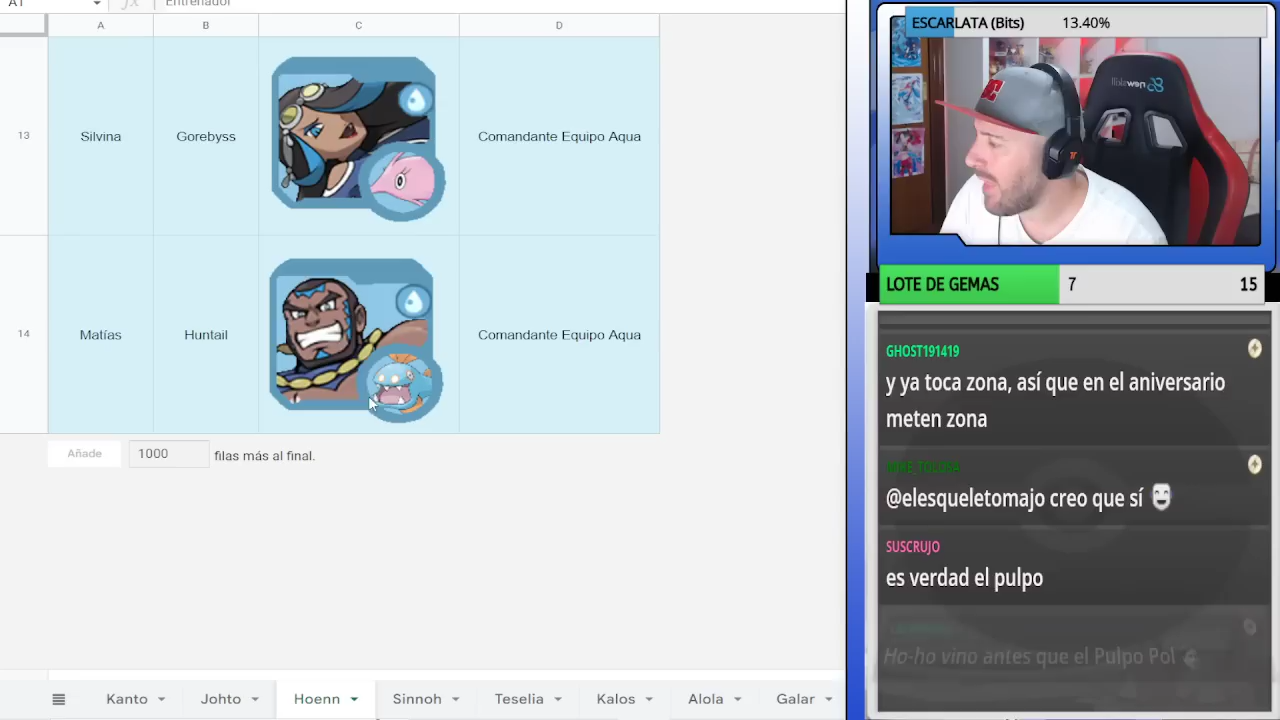 A1
Entrenador
A B C D
13 Silvina Gorebyss Comandante Equipo Aqua
14 Matías Huntail Comandante Equipo Aqua
Añade 1000 filas más al final.
Kanto Johto Hoenn Sinnoh Teselia Kalos Alola Galar
ESCARLATA (Bits) 13.40%
LOTE DE GEMAS 7 15
GHOST191419
y ya toca zona, así que en el aniversario
meten zona
@elesqueletomajo creo que sí
SUSCRUJO
es verdad el pulpo
Ho-ho vino antes que el Pulpo Pol